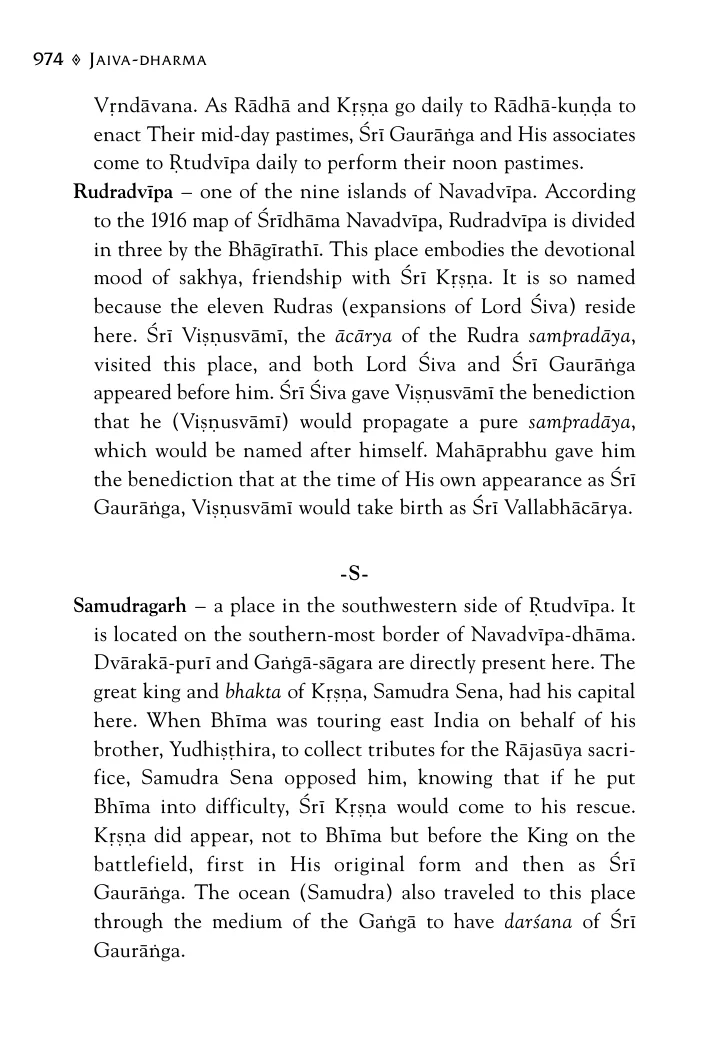 974 ◈ Jaiva-dharma
Vṛndāvana. As Rādhā and Kṛṣṇa go daily to Rādhā-kuṇḍa to
enact Their mid-day pastimes, Śrī Gaurāṅga and His associates
come to Ṛtudvīpa daily to perform their noon pastimes.
Rudradvīpa – one of the nine islands of Navadvīpa. According
to the 1916 map of Śrīdhāma Navadvīpa, Rudradvīpa is divided
in three by the Bhāgīrathī. This place embodies the devotional
mood of sakhya, friendship with Śrī Kṛṣṇa. It is so named
because the eleven Rudras (expansions of Lord Śiva) reside
here. Śrī Viṣṇusvāmī, the ācārya of the Rudra sampradāya,
visited this place, and both Lord Śiva and Śrī Gaurāṅga
appeared before him. Śrī Śiva gave Viṣṇusvāmī the benediction
that he (Viṣṇusvāmī) would propagate a pure sampradāya,
which would be named after himself. Mahāprabhu gave him
the benediction that at the time of His own appearance as Śrī
Gaurāṅga, Viṣṇusvāmī would take birth as Śrī Vallabhācārya.
-S-
Samudragarh – a place in the southwestern side of Ṛtudvīpa. It
is located on the southern-most border of Navadvīpa-dhāma.
Dvārakā-purī and Gaṅgā-sāgara are directly present here. The
great king and bhakta of Kṛṣṇa, Samudra Sena, had his capital
here. When Bhīma was touring east India on behalf of his
brother, Yudhiṣṭhira, to collect tributes for the Rājasūya sacri-
fice, Samudra Sena opposed him, knowing that if he put
Bhīma into difficulty, Śrī Kṛṣṇa would come to his rescue.
Kṛṣṇa did appear, not to Bhīma but before the King on the
battlefield, first in His original form and then as Śrī
Gaurāṅga. The ocean (Samudra) also traveled to this place
through the medium of the Gaṅgā to have darśana of Śrī
Gaurāṅga.